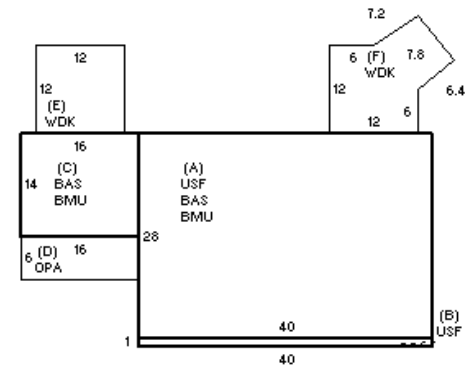 7.2
12
6 (F) 7.8
WDK
12
(E)
WDK
12
6.4
6
12
16
(C)
BAS
BMU
14
(A)
USF
BAS
BMU
28
6 (D) 16
OPA
(B)
USF
40
1
40